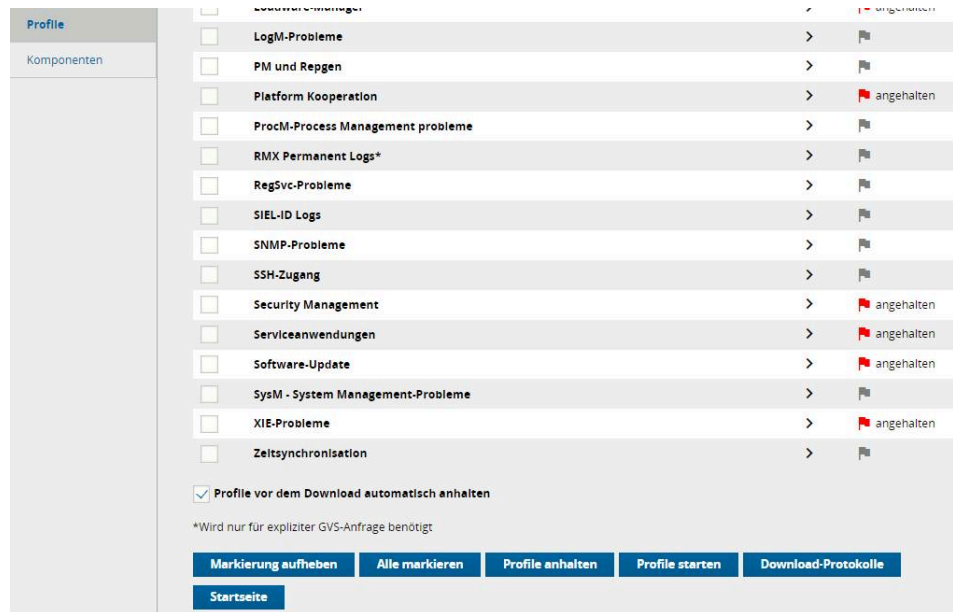 Profile
Komponenten
Loadware-Manager angehalten
LogM-Probleme
PM und Repgen
Platform Kooperation angehalten
ProcM-Process Management probleme
RMX Permanent Logs*
RegSvc-Probleme
SIEL-ID Logs
SNMP-Probleme
SSH-Zugang
Security Management angehalten
Serviceanwendungen angehalten
Software-Update angehalten
SysM - System Management-Probleme
XIE-Probleme angehalten
Zeitsynchronisation
Profile vor dem Download automatisch anhalten
*Wird nur für expliziter GVS-Anfrage benötigt
Markierung aufheben Alle markieren Profile anhalten Profile starten Download-Protokolle
Startseite